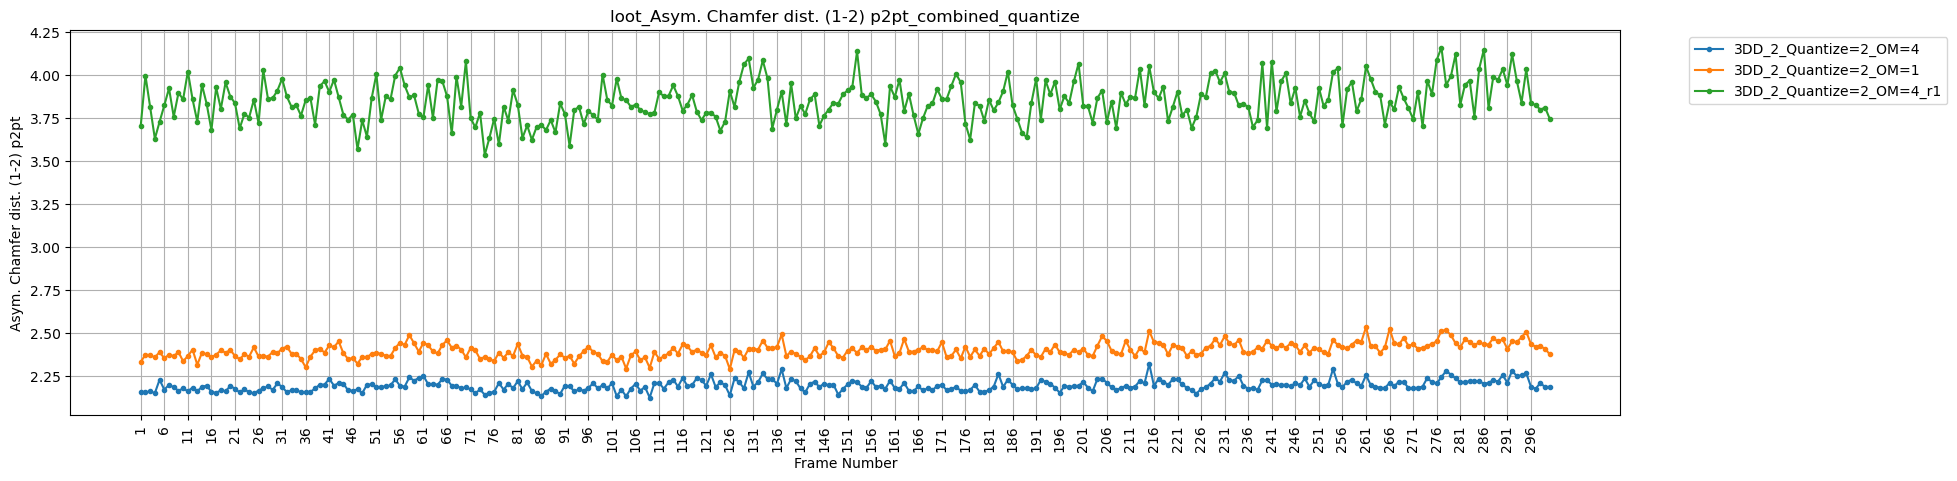 loot_Asym. Chamfer dist. (1-2) p2pt_combined_quantize
Asym. Chamfer dist. (1-2) p2pt
4.25
4.00
3.75
3.50
3.25
3.00
2.75
2.50
2.25
1 6 11 16 21 26 31 36 41 46 51 56 61 66 71 76 81 86 91 96 101 106 111 116 121 126 131 136 141 146 151 156 161 166 171 176 181 186 191 196 201 206 211 216 221 226 231 236 241 246 251 256 261 266 271 276 281 286 291 296
Frame Number
3DD_2_Quantize=2_OM=4
3DD_2_Quantize=2_OM=1
3DD_2_Quantize=2_OM=4_r1